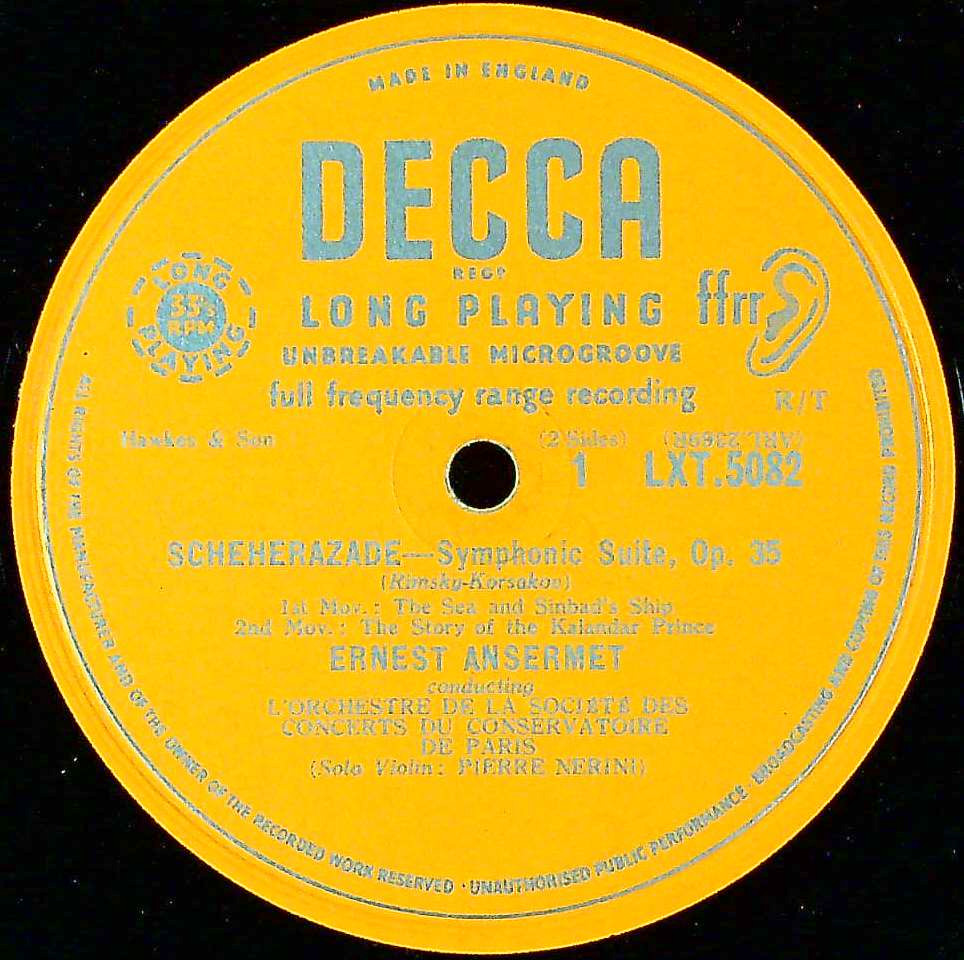 MADE IN ENGLAND
DECCA
REGD
LONG PLAYING
ffrr
LONG
33⅓
RPM
PLAYING
UNBREAKABLE MICROGROOVE
full frequency range recording
R/T
Hawkes & Son
(2 Sides)
(ARL.2369R)
1
LXT.5082
SCHEHERAZADE—Symphonic Suite, Op. 35
(Rimsky-Korsakov)
1st Mov.: The Sea and Sinbad's Ship
2nd Mov.: The Story of the Kalandar Prince
ERNEST ANSERMET
conducting
L'ORCHESTRE DE LA SOCIÉTÉ DES
CONCERTS DU CONSERVATOIRE
DE PARIS
(Solo Violin: PIERRE NERINI)
ALL RIGHTS OF THE MANUFACTURER AND OF THE OWNER OF THE RECORDED WORK RESERVED · UNAUTHORISED PUBLIC PERFORMANCE · BROADCASTING AND COPYING OF THIS RECORD PROHIBITED